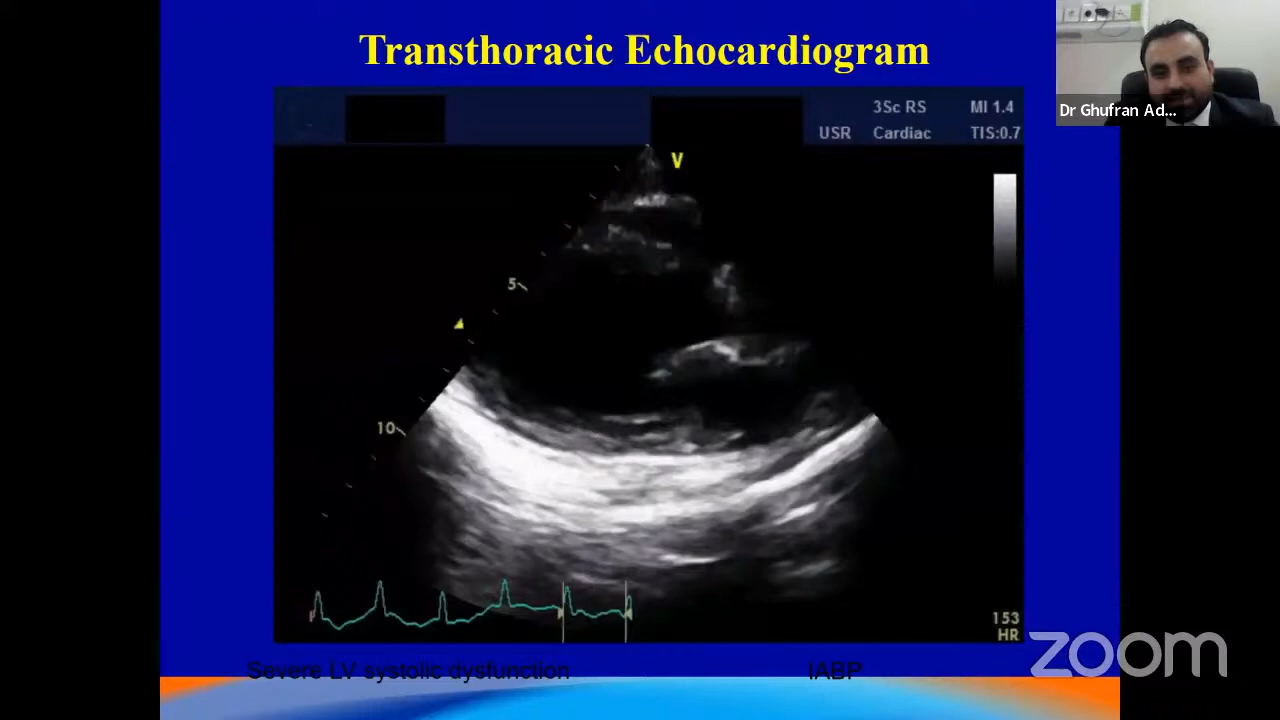 Transthoracic Echocardiogram
Dr Ghufran Ad...
3Sc RS MI 1.4
USR Cardiac TIS:0.7
V
5
10
153
HR
zoom
Severe LV systolic dysfunction IABP